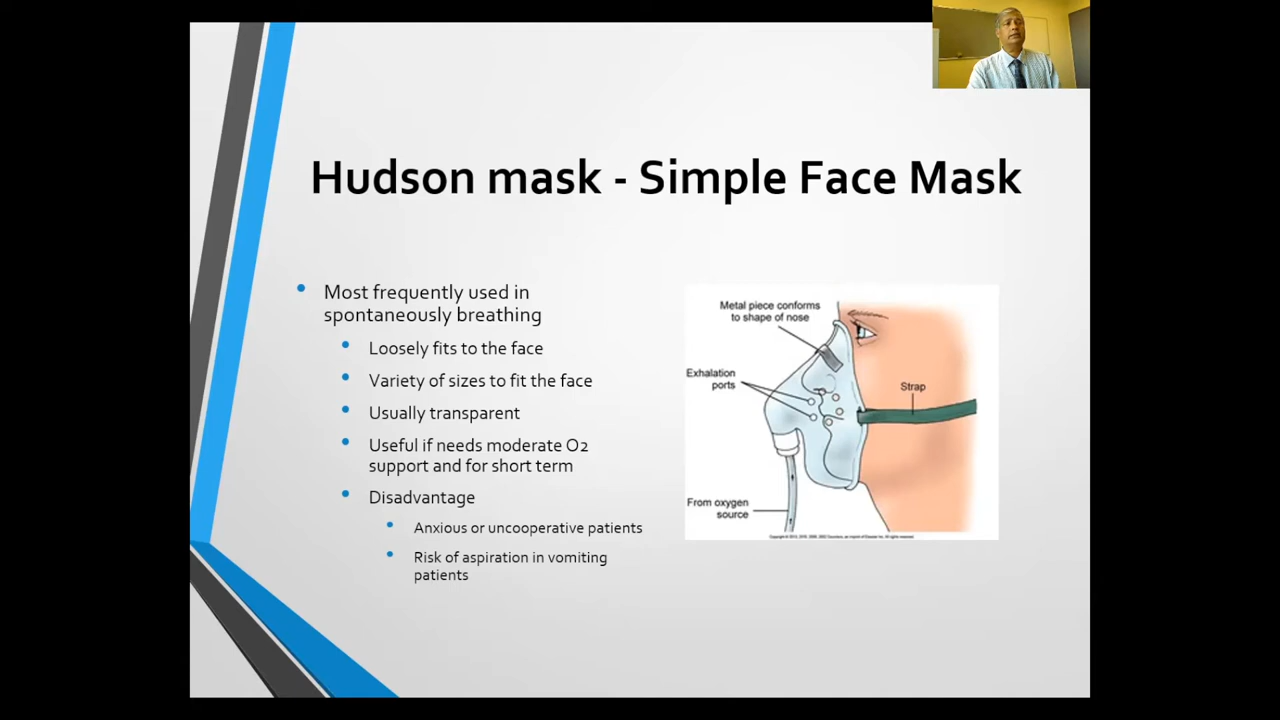 Hudson mask - Simple Face Mask
Most frequently used in
spontaneously breathing
Loosely fits to the face
Variety of sizes to fit the face
Usually transparent
Useful if needs moderate O2
support and for short term
Disadvantage
Anxious or uncooperative patients
Risk of aspiration in vomiting
patients
Metal piece conforms
to shape of nose
Exhalation
ports
Strap
From oxygen
source